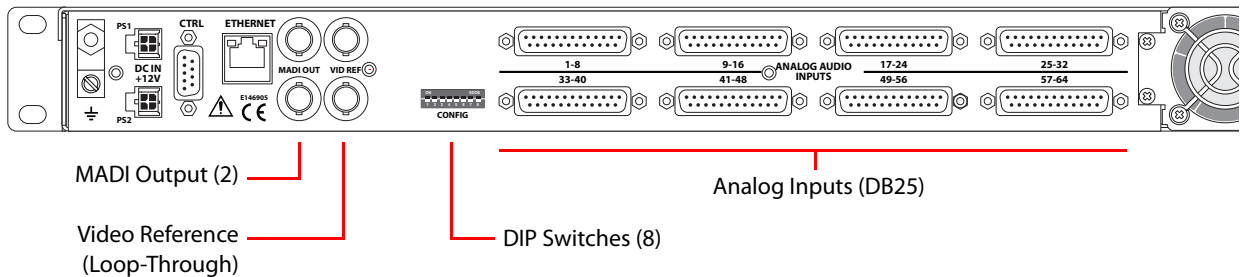 PS1
CTRL
ETHERNET
DC IN
+12V
MADI OUT
VID REF
PS2
E146905
CE
ON
CONFIG
1-8
9-16
17-24
25-32
ANALOG AUDIO
INPUTS
33-40
41-48
49-56
57-64
MADI Output (2)
Video Reference
(Loop-Through)
DIP Switches (8)
Analog Inputs (DB25)